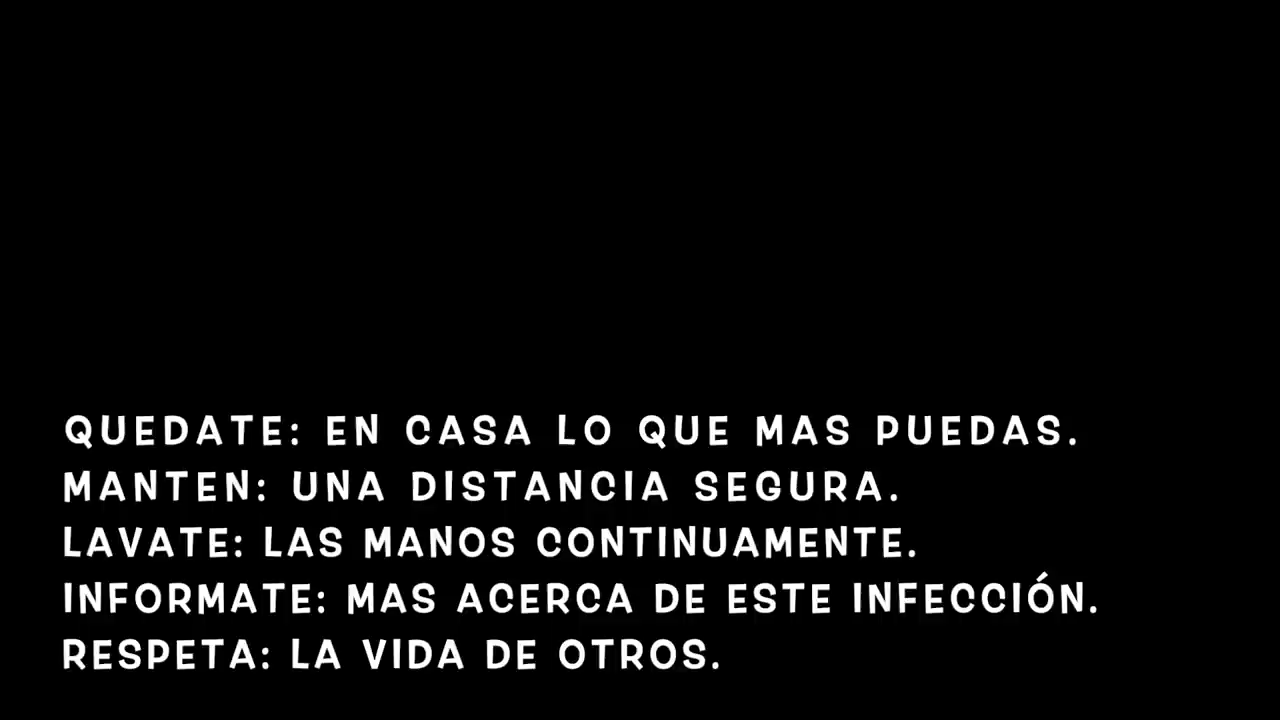 QUEDATE: EN CASA LO QUE MAS PUEDAS.
MANTEN: UNA DISTANCIA SEGURA.
LAVATE: LAS MANOS CONTINUAMENTE.
INFORMATE: MAS ACERCA DE ESTE INFECCIÓN.
RESPETA: LA VIDA DE OTROS.